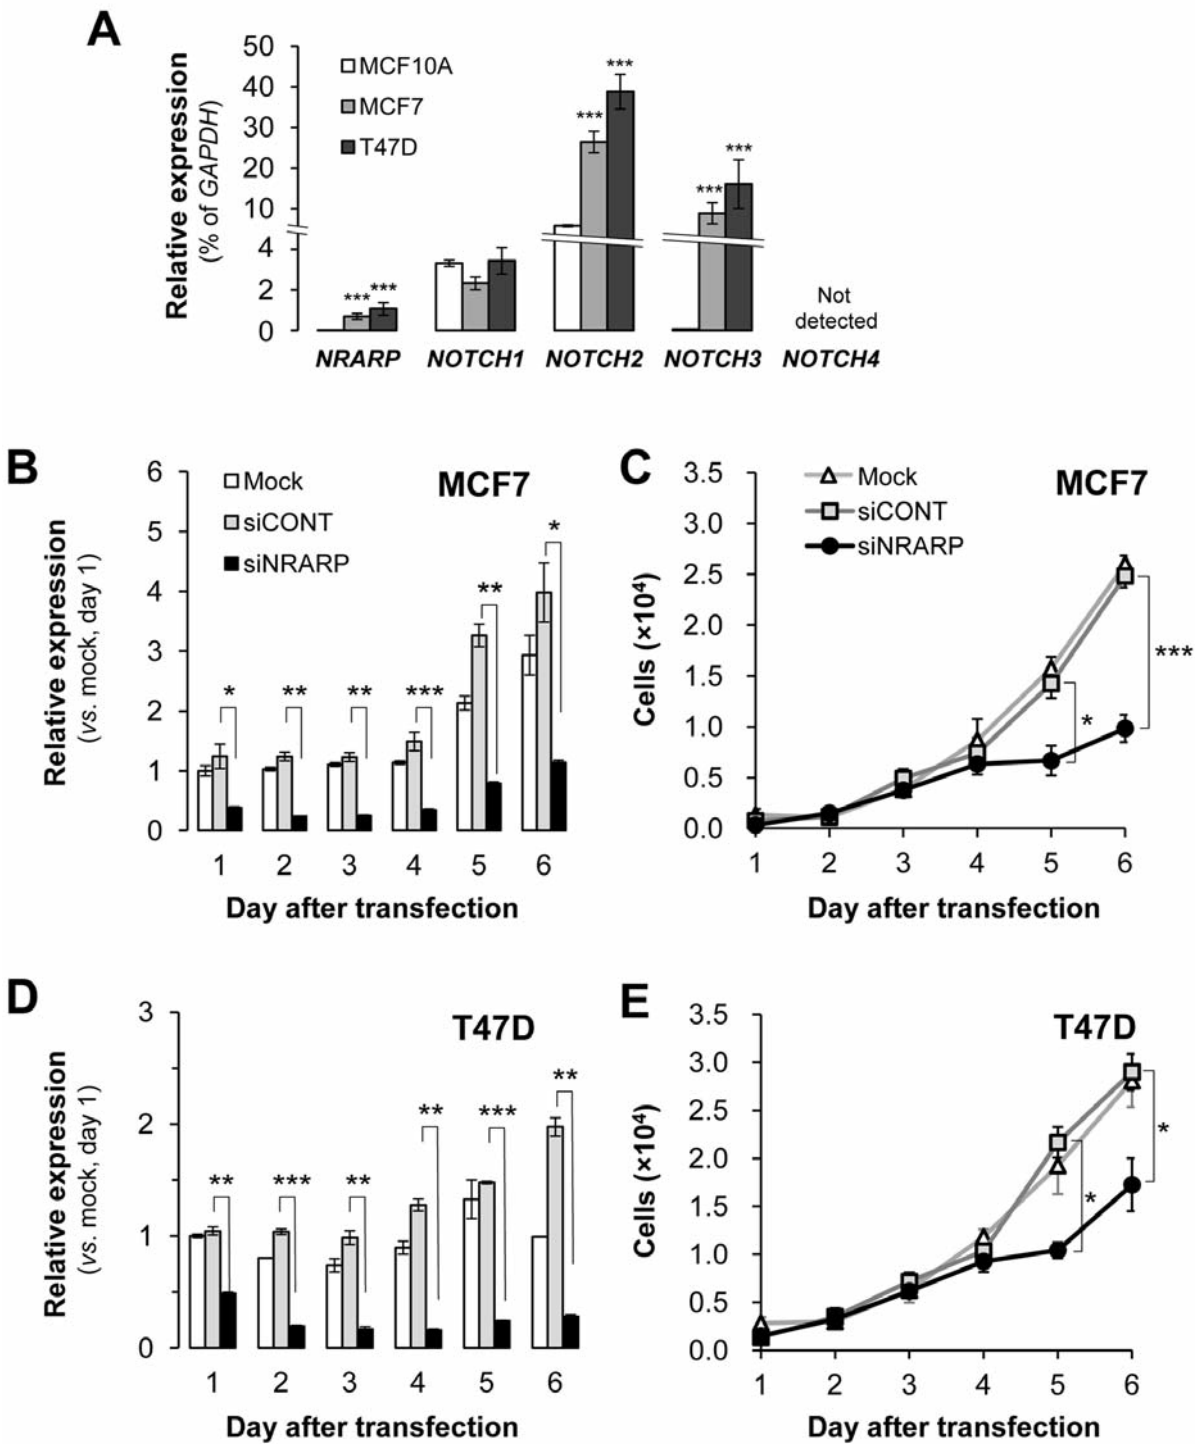 A
Relative expression
(% of GAPDH)
50
40
30
20
10
4
2
0
MCF10A
MCF7
T47D
*** ***
*** ***
*** ***
Not
detected
NRARP NOTCH1 NOTCH2 NOTCH3 NOTCH4
B
MCF7
Relative expression
(vs. mock, day 1)
6
5
4
3
2
1
0
Mock
siCONT
siNRARP
* ** ** *** ** *
1 2 3 4 5 6
Day after transfection
C
MCF7
Cells (×10⁴)
3.5
3.0
2.5
2.0
1.5
1.0
0.5
0.0
Mock
siCONT
siNRARP
*
***
1 2 3 4 5 6
Day after transfection
D
T47D
Relative expression
(vs. mock, day 1)
3
2
1
0
** *** ** ** *** **
1 2 3 4 5 6
Day after transfection
E
T47D
Cells (×10⁴)
3.5
3.0
2.5
2.0
1.5
1.0
0.5
0.0
*
*
1 2 3 4 5 6
Day after transfection